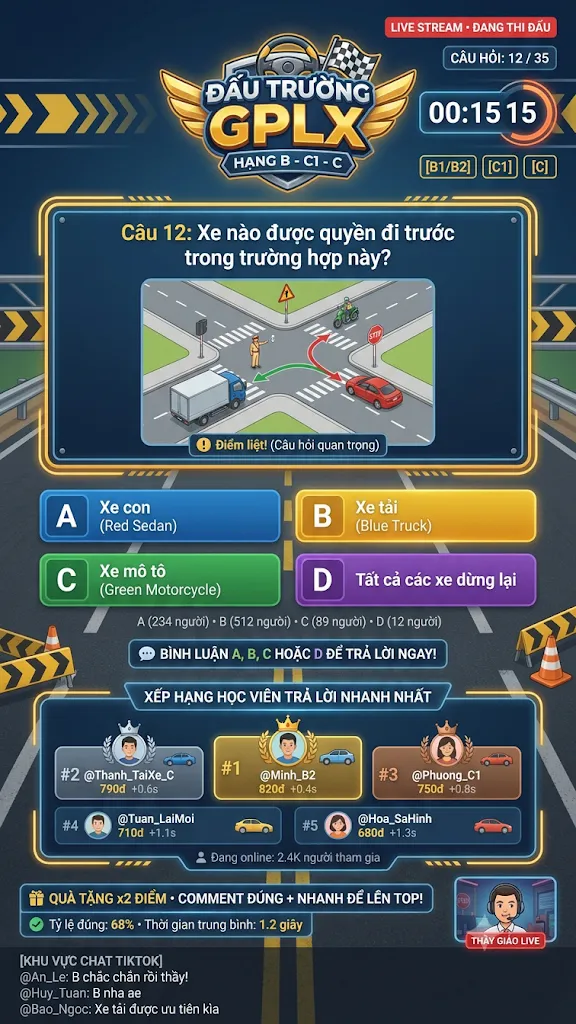 LIVE STREAM • ĐANG THI ĐẤU
CÂU HỎI: 12 / 35
ĐẤU TRƯỜNG
GPLX
HẠNG B - C1 - C
00:15 15
[B1/B2] [C1] [C]
Câu 12: Xe nào được quyền đi trước
trong trường hợp này?
STOP
! Điểm liệt! (Câu hỏi quan trọng)
A Xe con
(Red Sedan)
B Xe tải
(Blue Truck)
C Xe mô tô
(Green Motorcycle)
D Tất cả các xe dừng lại
A (234 người) • B (512 người) • C (89 người) • D (12 người)
BÌNH LUẬN A, B, C HOẶC D ĐỂ TRẢ LỜI NGAY!
XẾP HẠNG HỌC VIÊN TRẢ LỜI NHANH NHẤT
#2 @Thanh_TaiXe_C
790đ +0.6s
#1 @Minh_B2
820đ +0.4s
#3 @Phuong_C1
750đ +0.8s
#4 @Tuan_LaiMoi
710đ +1.1s
#5 @Hoa_SaHinh
680đ +1.3s
Đang online: 2.4K người tham gia
QUÀ TẶNG x2 ĐIỂM • COMMENT ĐÚNG + NHANH ĐỂ LÊN TOP!
Tỷ lệ đúng: 68% • Thời gian trung bình: 1.2 giây
THẦY GIÁO LIVE
[KHU VỰC CHAT TIKTOK]
@An_Le: B chắc chắn rồi thầy!
@Huy_Tuan: B nha ae
@Bao_Ngoc: Xe tải được ưu tiên kìa